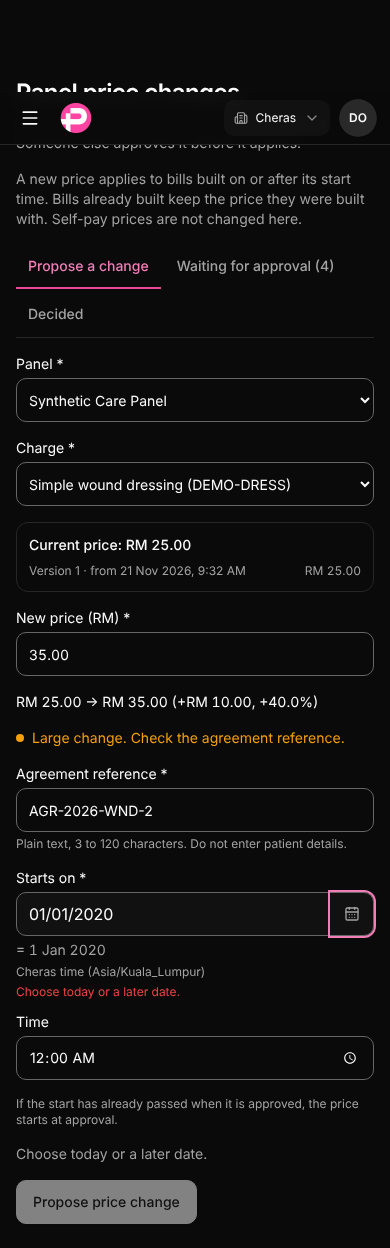 Panel price changes
Cheras
DO
Someone else approves it before it applies.
A new price applies to bills built on or after its start
time. Bills already built keep the price they were built
with. Self-pay prices are not changed here.
Propose a change
Waiting for approval (4)
Decided
Panel *
Synthetic Care Panel
Charge *
Simple wound dressing (DEMO-DRESS)
Current price: RM 25.00
Version 1 · from 21 Nov 2026, 9:32 AM
RM 25.00
New price (RM) *
35.00
RM 25.00 → RM 35.00 (+RM 10.00, +40.0%)
Large change. Check the agreement reference.
Agreement reference *
AGR-2026-WND-2
Plain text, 3 to 120 characters. Do not enter patient details.
Starts on *
01/01/2020
= 1 Jan 2020
Cheras time (Asia/Kuala_Lumpur)
Choose today or a later date.
Time
12:00 AM
If the start has already passed when it is approved, the price
starts at approval.
Choose today or a later date.
Propose price change